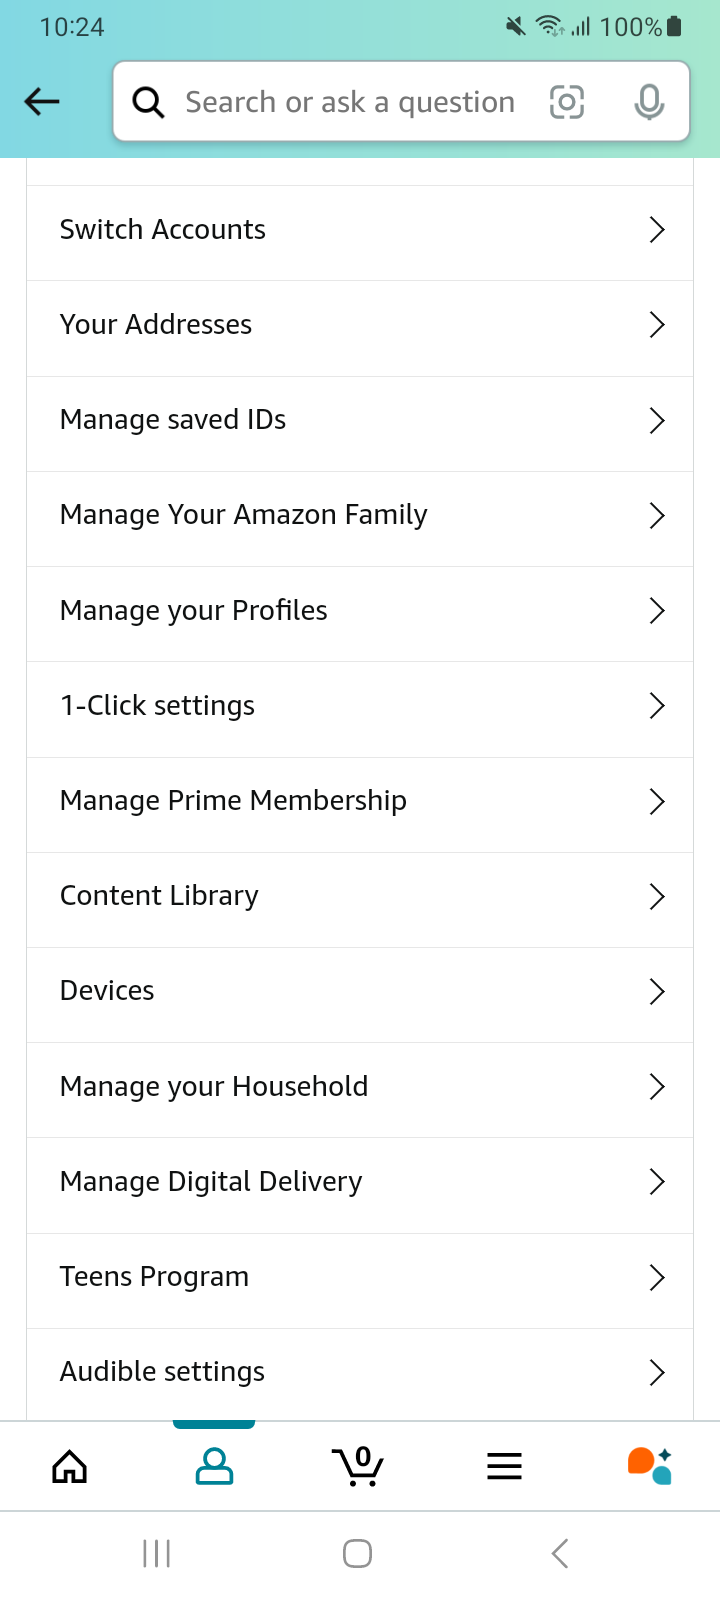 10:24
100%
Search or ask a question
Switch Accounts
Your Addresses
Manage saved IDs
Manage Your Amazon Family
Manage your Profiles
1-Click settings
Manage Prime Membership
Content Library
Devices
Manage your Household
Manage Digital Delivery
Teens Program
Audible settings
0